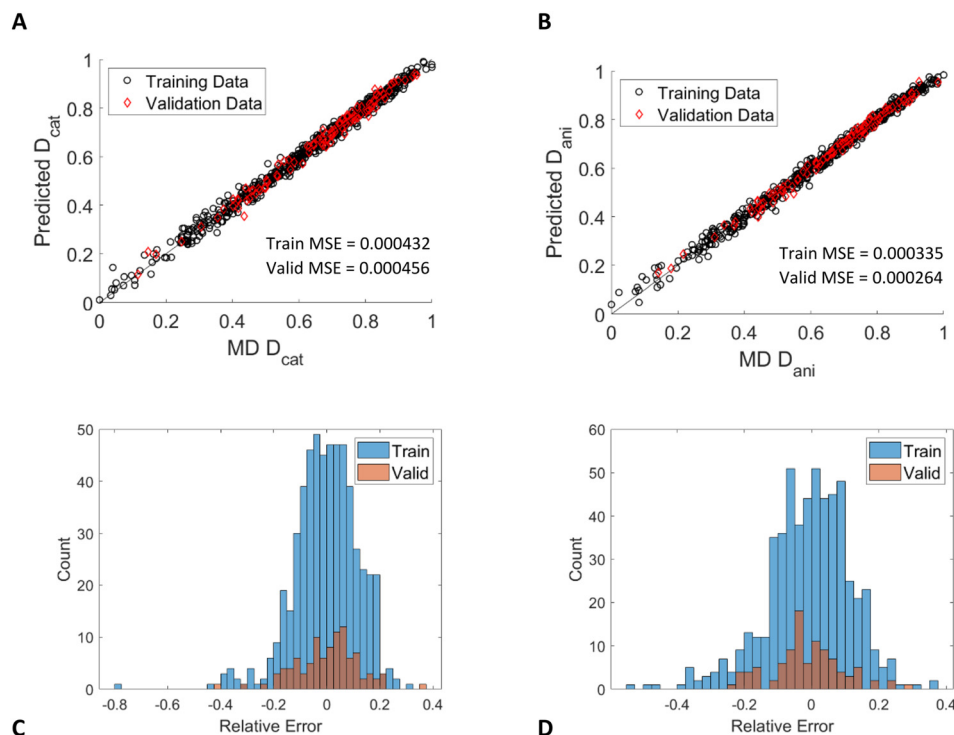 A
B
1
0.8
0.6
0.4
0.2
0
Predicted D_cat
Training Data
Validation Data
Train MSE = 0.000432
Valid MSE = 0.000456
0 0.2 0.4 0.6 0.8 1
MD D_cat
1
0.8
0.6
0.4
0.2
0
Predicted D_ani
Training Data
Validation Data
Train MSE = 0.000335
Valid MSE = 0.000264
0 0.2 0.4 0.6 0.8 1
MD D_ani
50
40
30
20
10
0
Count
Train
Valid
-0.8 -0.6 -0.4 -0.2 0 0.2 0.4
Relative Error
60
50
40
30
20
10
0
Count
Train
Valid
-0.4 -0.2 0 0.2 0.4
Relative Error
C
D